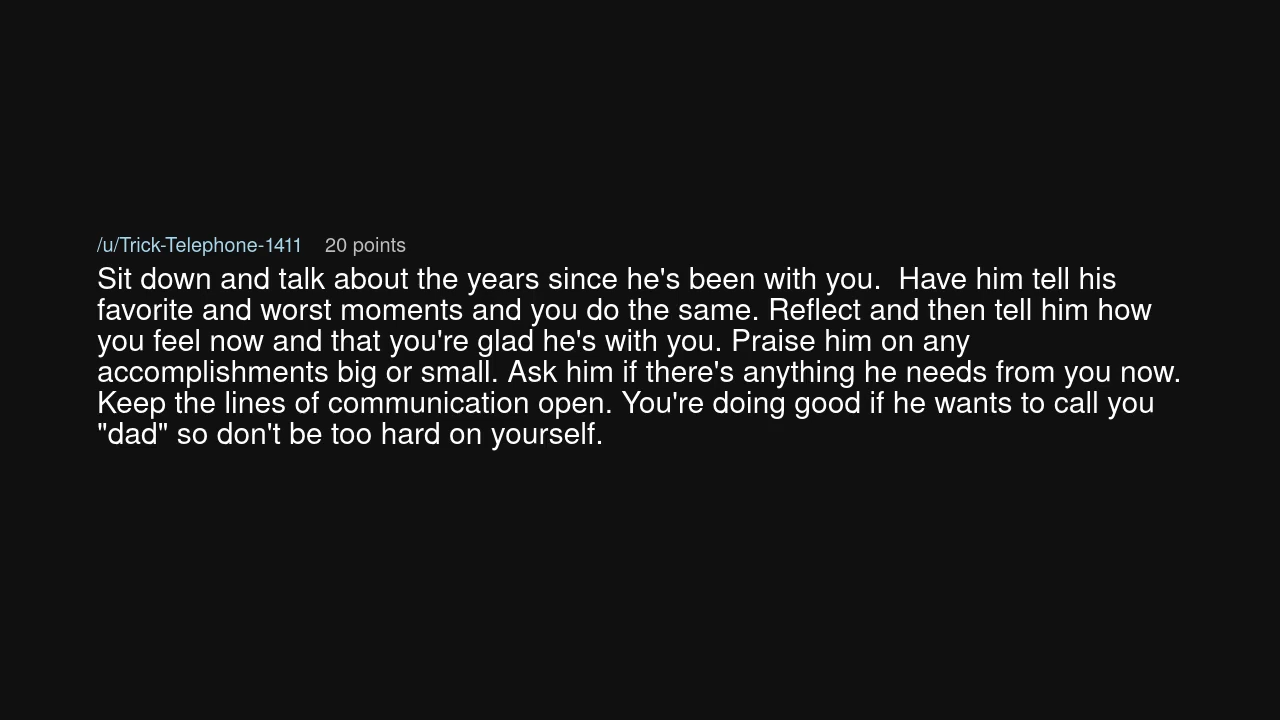 /u/Trick-Telephone-1411 20 points
Sit down and talk about the years since he's been with you.  Have him tell his
favorite and worst moments and you do the same. Reflect and then tell him how
you feel now and that you're glad he's with you. Praise him on any
accomplishments big or small. Ask him if there's anything he needs from you now.
Keep the lines of communication open. You're doing good if he wants to call you
"dad" so don't be too hard on yourself.